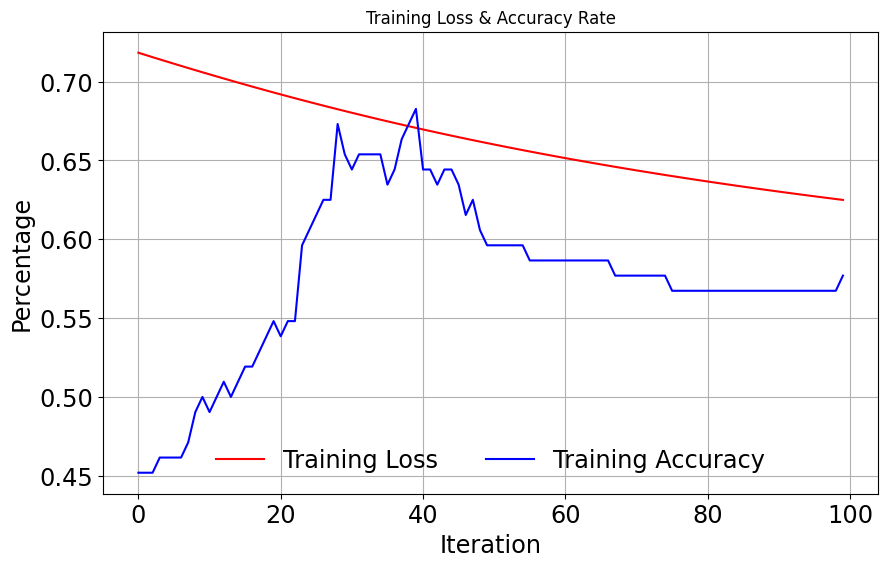 Training Loss & Accuracy Rate
Percentage
0.70
0.65
0.60
0.55
0.50
0.45
Training Loss
Training Accuracy
0 20 40 60 80 100
Iteration